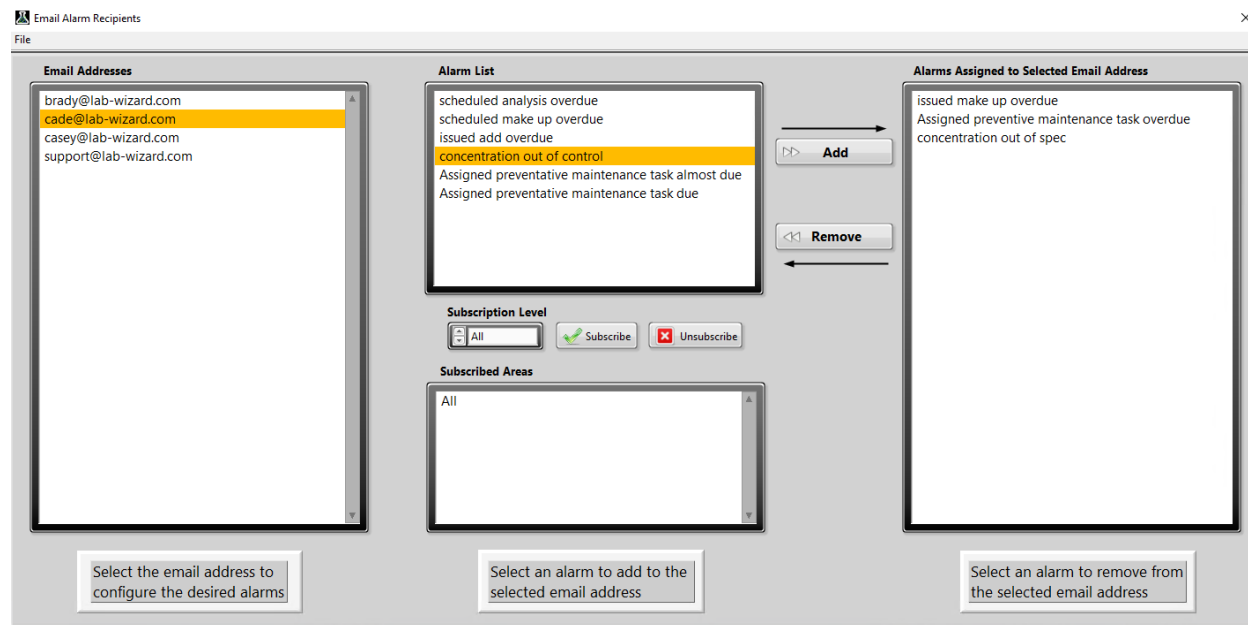 Email Alarm Recipients
File
Email Addresses
brady@lab-wizard.com
cade@lab-wizard.com
casey@lab-wizard.com
support@lab-wizard.com
Select the email address to
configure the desired alarms
Alarm List
scheduled analysis overdue
scheduled make up overdue
issued add overdue
concentration out of control
Assigned preventative maintenance task almost due
Assigned preventative maintenance task due
Subscription Level
All
Subscribe
Unsubscribe
Subscribed Areas
All
Select an alarm to add to the
selected email address
Add
Remove
Alarms Assigned to Selected Email Address
issued make up overdue
Assigned preventive maintenance task overdue
concentration out of spec
Select an alarm to remove from
the selected email address